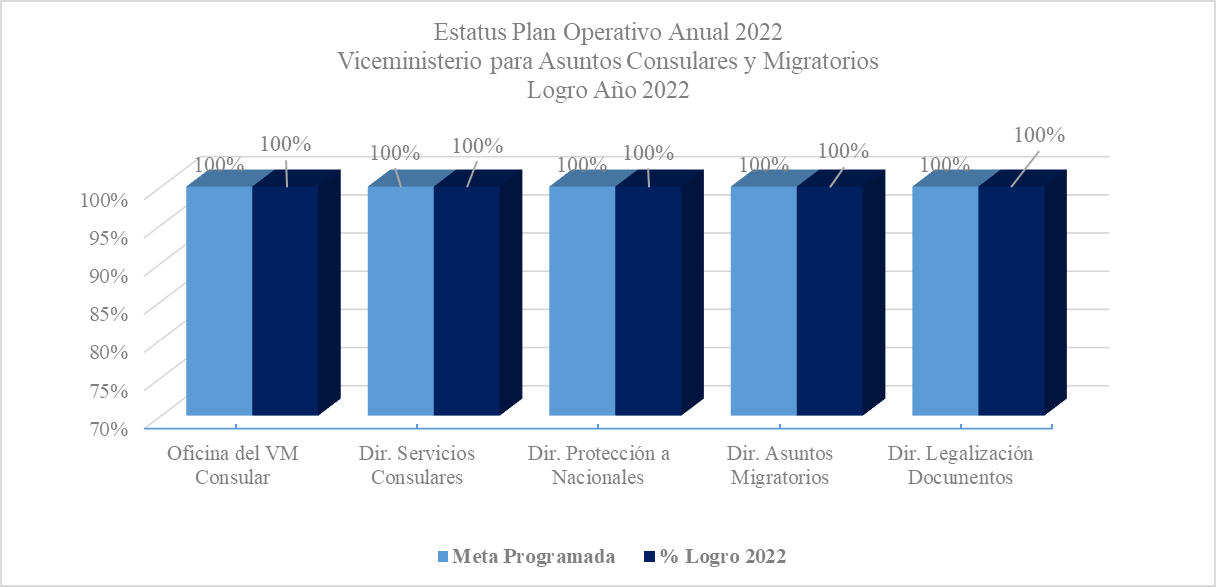 Estatus Plan Operativo Anual 2022
Viceministerio para Asuntos Consulares y Migratorios
Logro Año 2022
100% 100% 100% 100% 100% 100% 100% 100% 100% 100%
100%
95%
90%
85%
80%
75%
70%
Oficina del VM Consular
Dir. Servicios Consulares
Dir. Protección a Nacionales
Dir. Asuntos Migratorios
Dir. Legalización Documentos
Meta Programada % Logro 2022